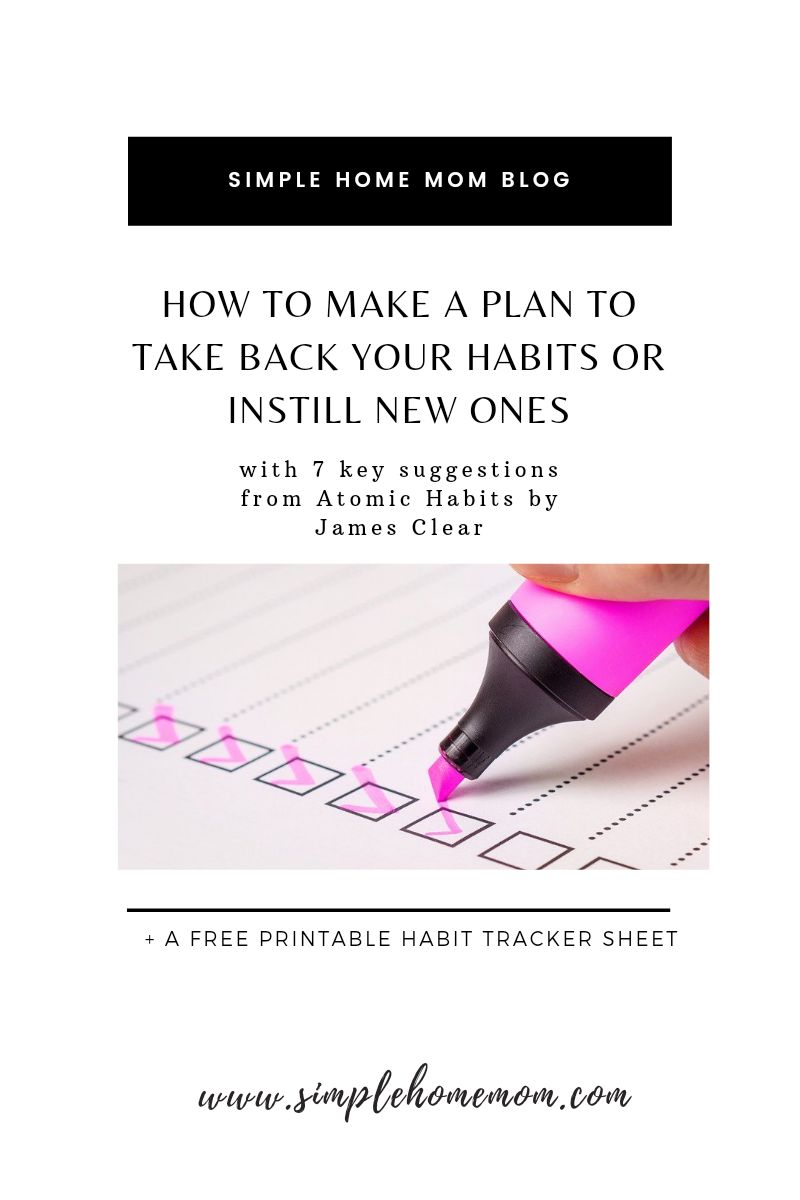 SIMPLE HOME MOM BLOG
HOW TO MAKE A PLAN TO
TAKE BACK YOUR HABITS OR
INSTILL NEW ONES
with 7 key suggestions
from Atomic Habits by
James Clear
+ A FREE PRINTABLE HABIT TRACKER SHEET
www.simplehomemom.com